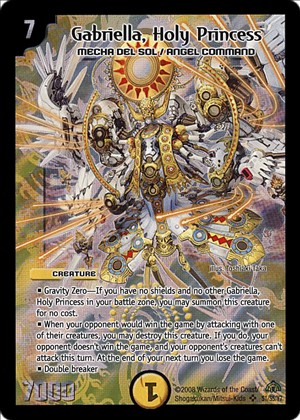 7
Gabriella, Holy Princess
MECHA DEL SOL / ANGEL COMMAND
CREATURE
■ Gravity Zero—If you have no shields and no other Gabriella,
Holy Princess in your battle zone, you may summon this creature
for no cost.
■ When your opponent would win the game by attacking with one
of their creatures, you may destroy this creature. If you do, your
opponent doesn't win the game, and your opponent's creatures can't
attack this turn. At the end of your next turn you lose the game.
■ Double breaker
7000
1
©2008 Wizards of the Coast/
Shogakukan/Mitsui-Kids